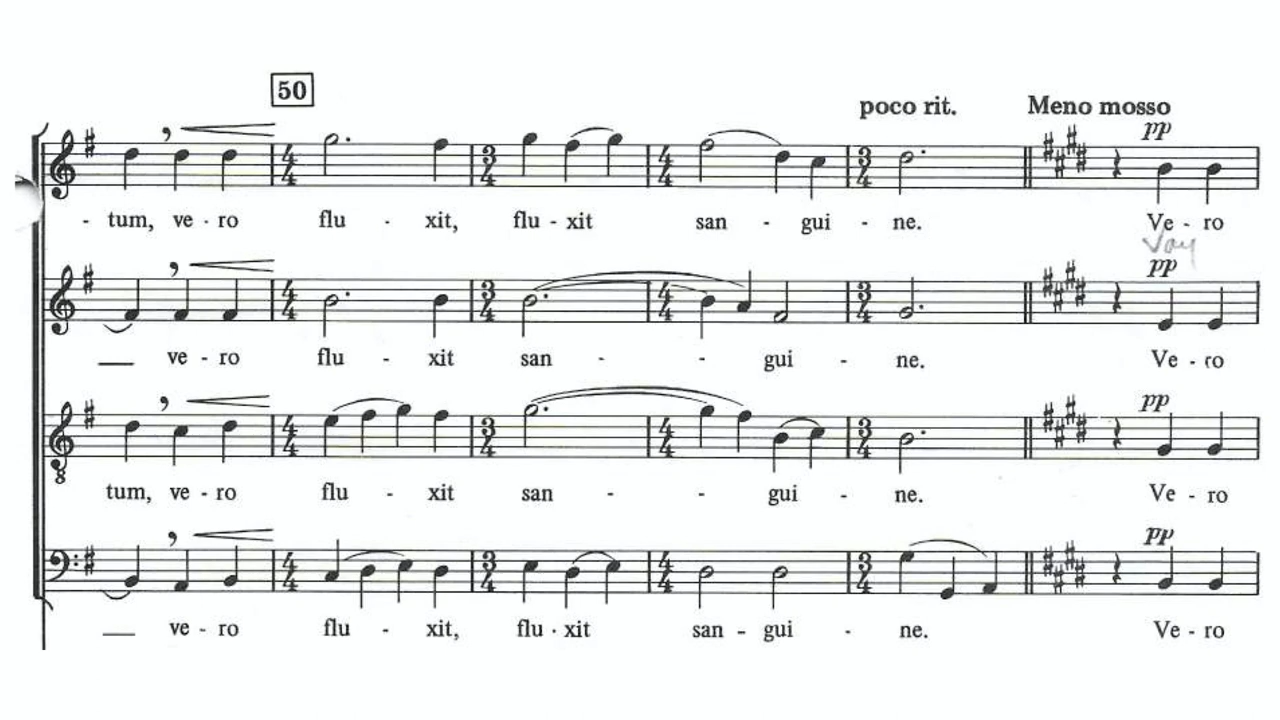 50
poco rit. Meno mosso
pp
- tum, ve - ro flu - xit, flu - xit san - gui - ne. Ve - ro
pp
ve - ro flu - xit san - - gui - ne. Ve - ro
pp
8
tum, ve - ro flu - xit san - - gui - ne. Ve - ro
pp
ve - ro flu - xit, flu - xit san - gui - ne. Ve - ro